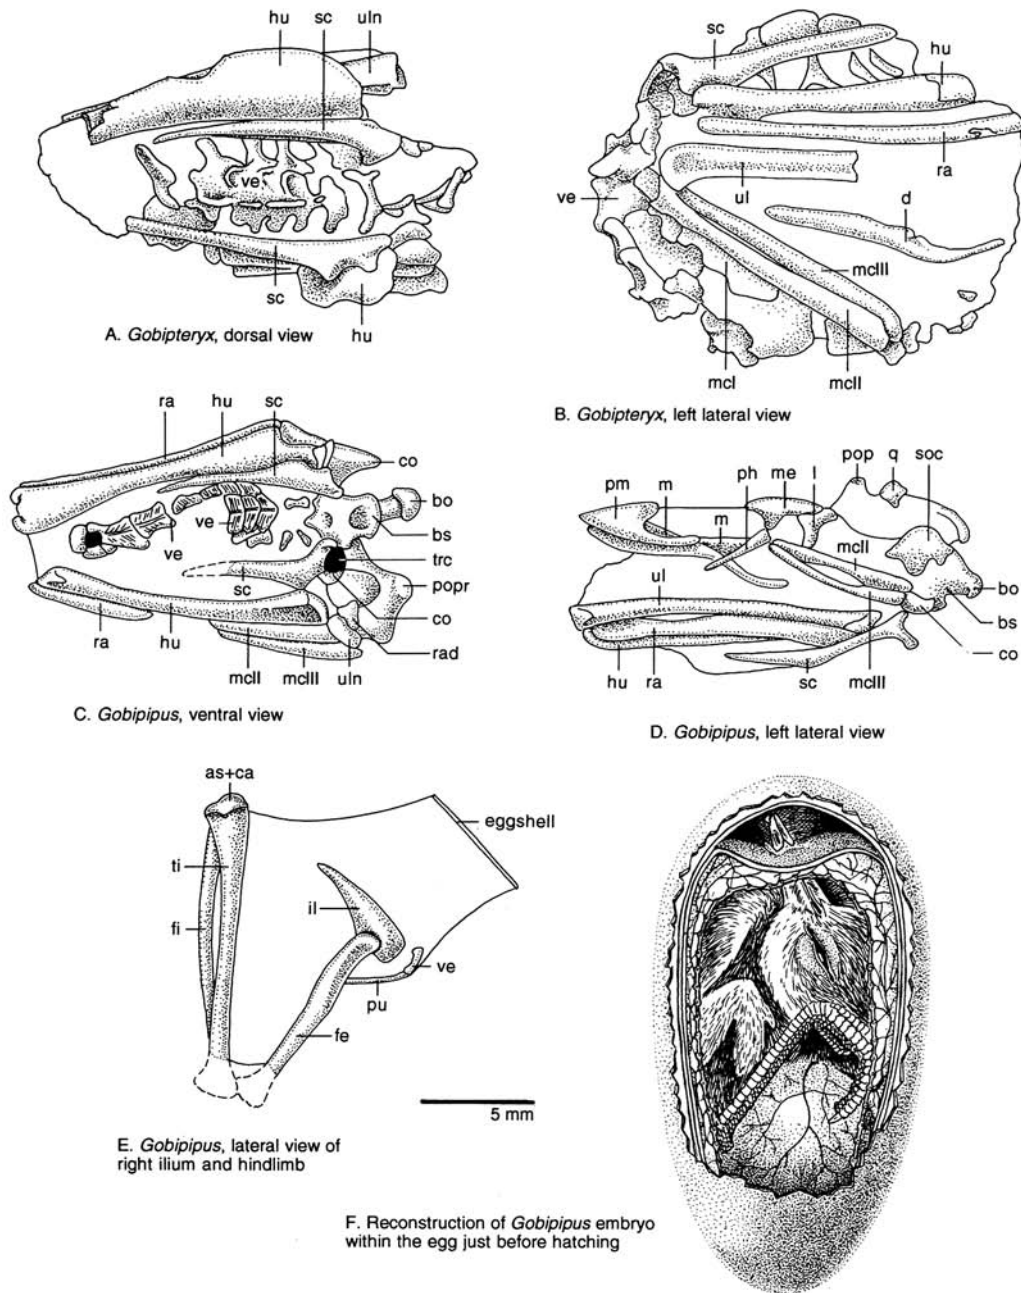 hu sc uln
ve
sc
hu
A. Gobipteryx, dorsal view
sc
hu
ra
ve
ul
d
mcIII
mcI mcII
B. Gobipteryx, left lateral view
ra hu sc
co
bo
ve
bs
ve
trc
sc
popr
co
ra hu
rad
mcII mcIII uln
C. Gobipipus, ventral view
pop q soc
ph me l
pm m
m
mcII
ul
bo
bs
co
hu ra sc mcIII
D. Gobipipus, left lateral view
as+ca
eggshell
ti
il
fi
ve
pu
fe
5 mm
E. Gobipipus, lateral view of
right ilium and hindlimb
F. Reconstruction of Gobipipus embryo
within the egg just before hatching